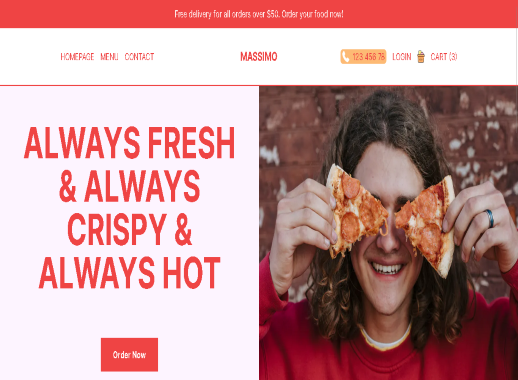 Free delivery for all orders over $50. Order your food now!
HOMEPAGE MENU CONTACT MASSIMO 123 456 78 LOGIN CART (3)
ALWAYS FRESH
& ALWAYS
CRISPY &
ALWAYS HOT
Order Now